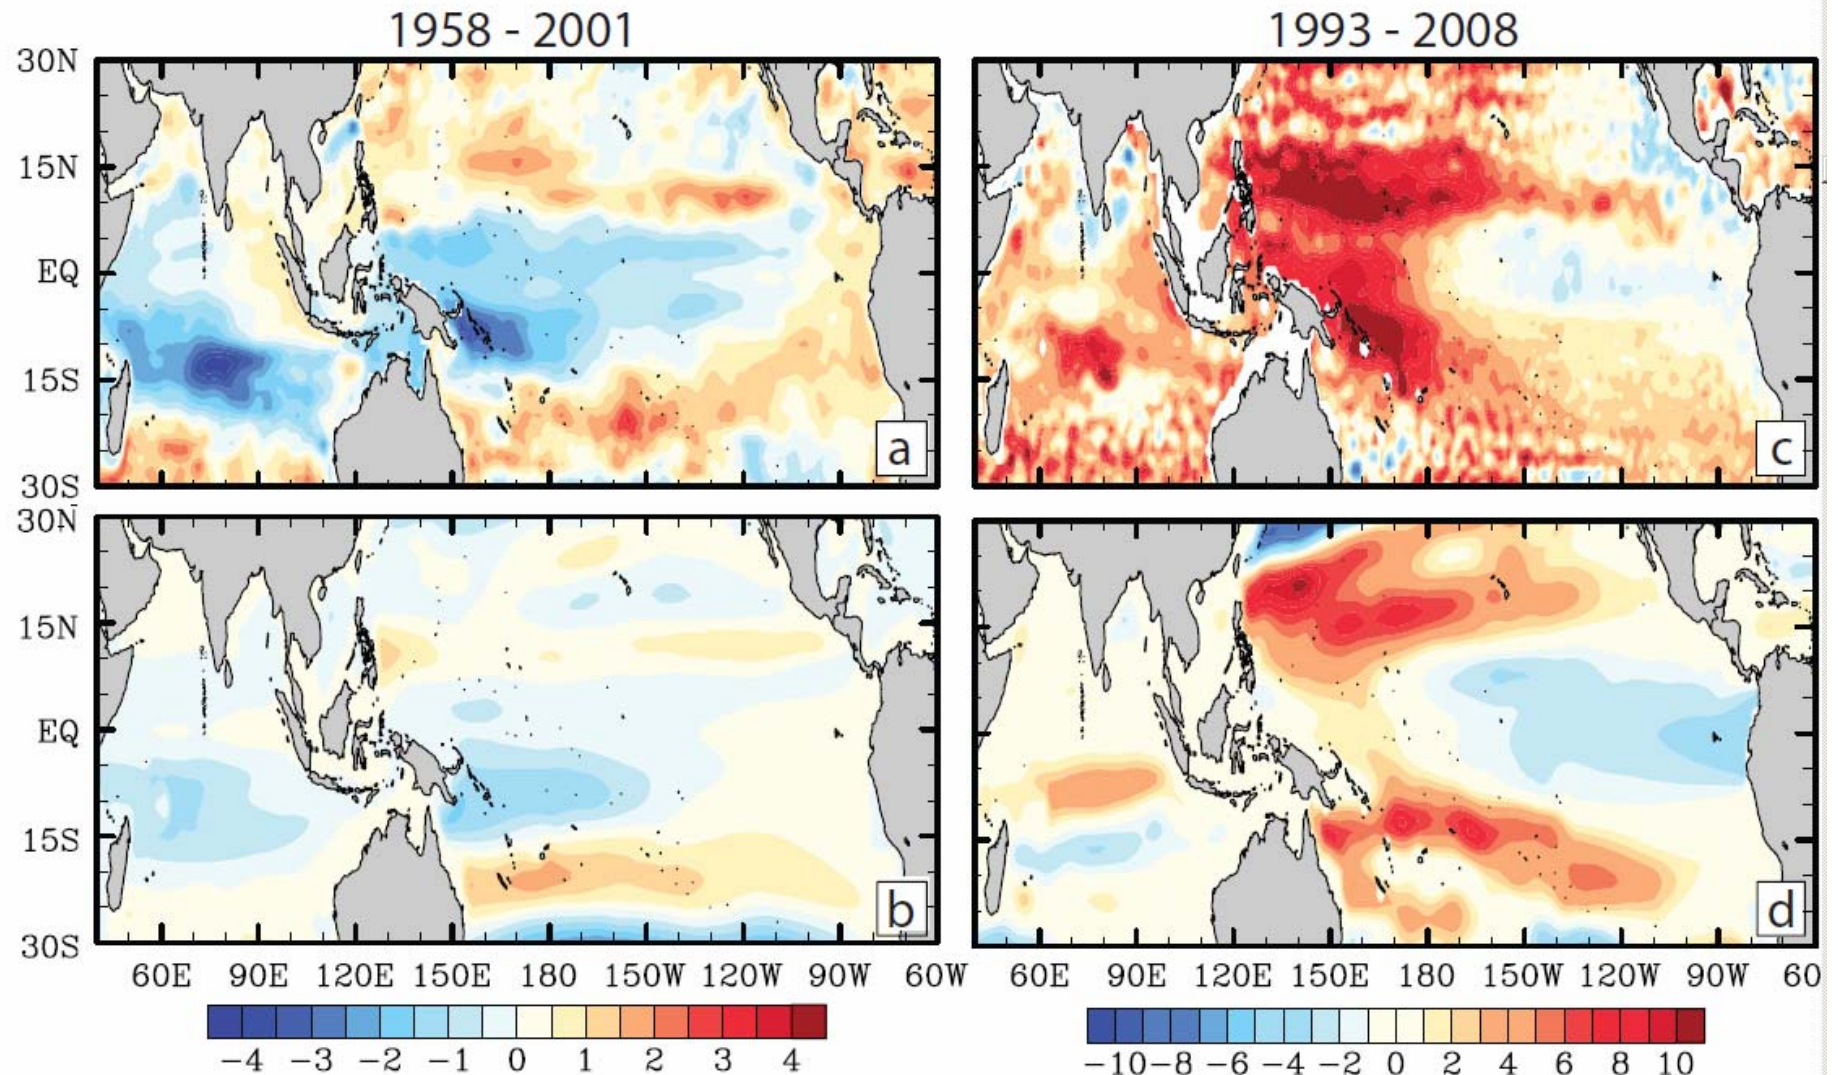 1958 - 2001
1993 - 2008
30N
15N
EQ
15S
30S
a
c
30N
15N
EQ
15S
30S
b
d
60E 90E 120E 150E 180 150W 120W 90W 60W
60E 90E 120E 150E 180 150W 120W 90W 60
−4 −3 −2 −1 0 1 2 3 4
−10 −8 −6 −4 −2 0 2 4 6 8 10